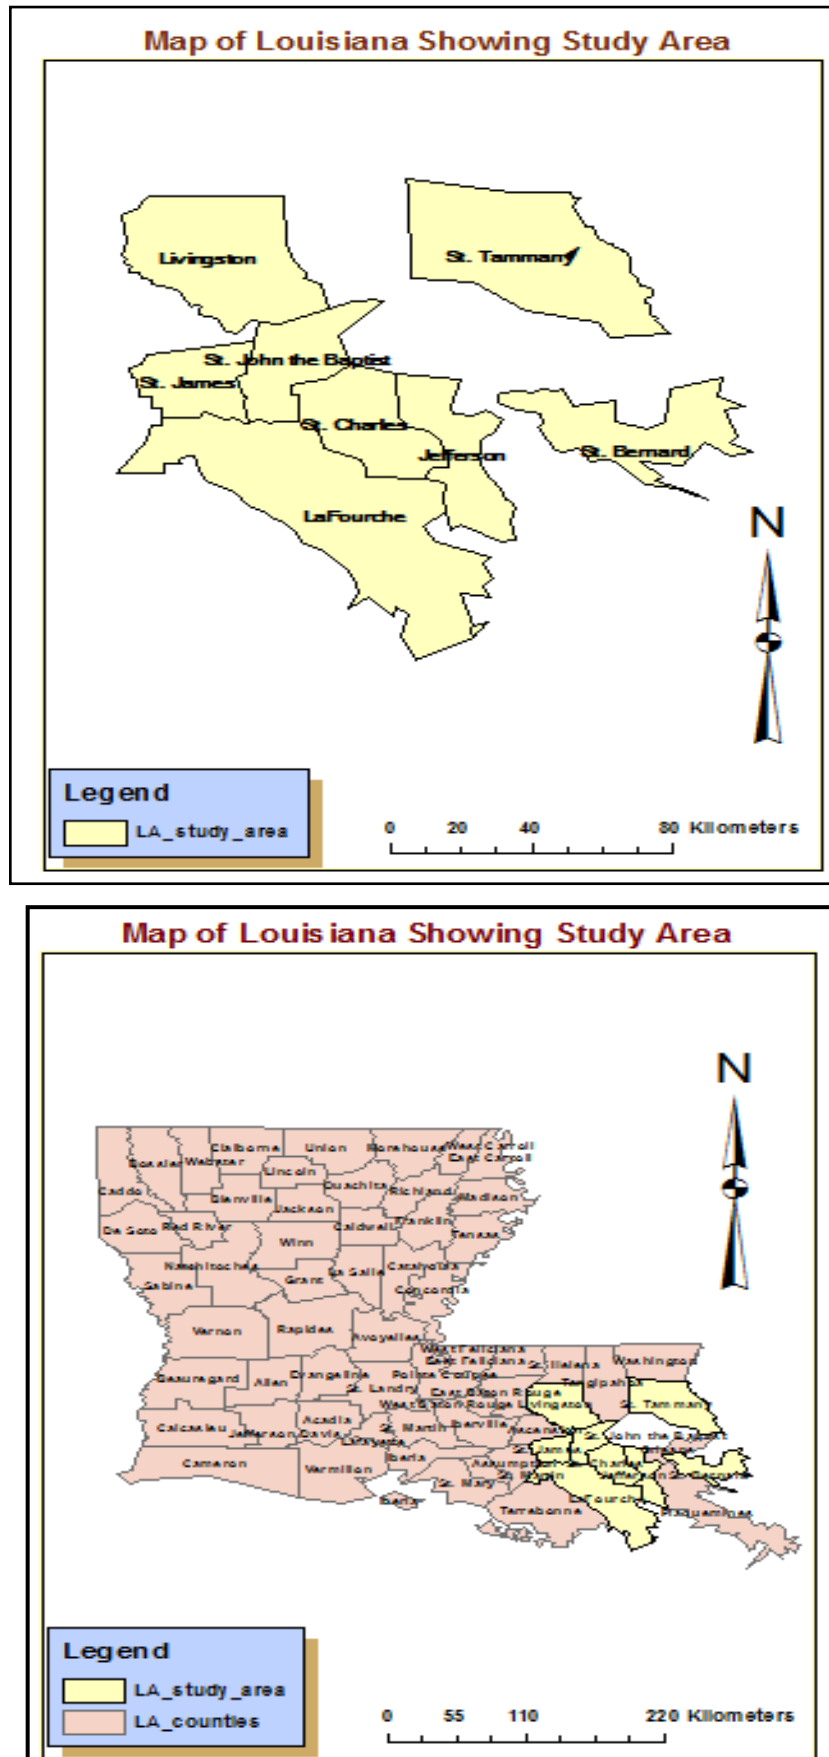 Map of Louisiana Showing Study Area
Livingston
St. Tammany
St. John the Baptist
St. James
St. Charles
Jefferson
St. Bernard
LaFourche
N
Legend
LA_study_area
0 20 40 80 Kilometers
Map of Louisiana Showing Study Area
N
Claiborne Union Morehouse West Carroll
East Carroll
Bossier Webster
Lincoln
Ouachita
Caddo Bienville Richland Madison
Jackson
De Soto Red River Caldwell Franklin
Tensas
Winn
Natchitoches La Salle Catahoula
Sabine Grant Concordia
Vernon Rapides Avoyelles
West Feliciana
East Feliciana St. Helena Washington
Beauregard Allen Evangeline Pointe Coupee Tangipahoa
St. Landry East Baton Rouge
West Baton Rouge Livingston St. Tammany
Acadia
Calcasieu Jefferson Davis St. Martin Iberville Ascension
Lafayette St. John the Baptist
St. James Orleans
Cameron Vermilion Iberia Assumption St. Charles
St. Martin Jefferson St. Bernard
St. Mary
Iberia LaFourche
Terrebonne Plaquemines
Legend
LA_study_area
LA_counties
0 55 110 220 Kilometers